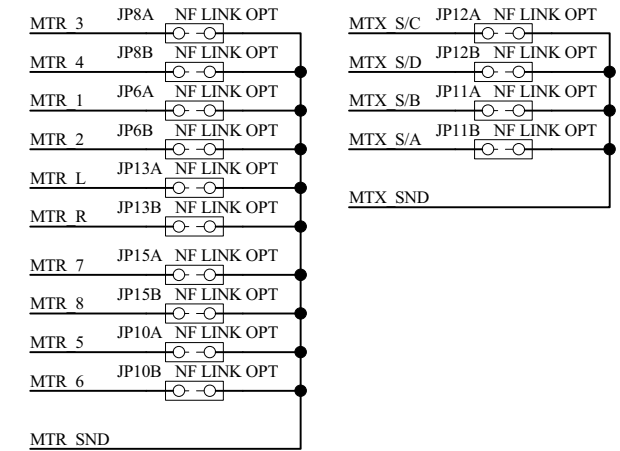 MTR_3 JP8A NF LINK OPT
MTR_4 JP8B NF LINK OPT
MTR_1 JP6A NF LINK OPT
MTR_2 JP6B NF LINK OPT
MTR_L JP13A NF LINK OPT
MTR_R JP13B NF LINK OPT
MTR_7 JP15A NF LINK OPT
MTR_8 JP15B NF LINK OPT
MTR_5 JP10A NF LINK OPT
MTR_6 JP10B NF LINK OPT
MTR_SND
MTX_S/C JP12A NF LINK OPT
MTX_S/D JP12B NF LINK OPT
MTX_S/B JP11A NF LINK OPT
MTX_S/A JP11B NF LINK OPT
MTX_SND